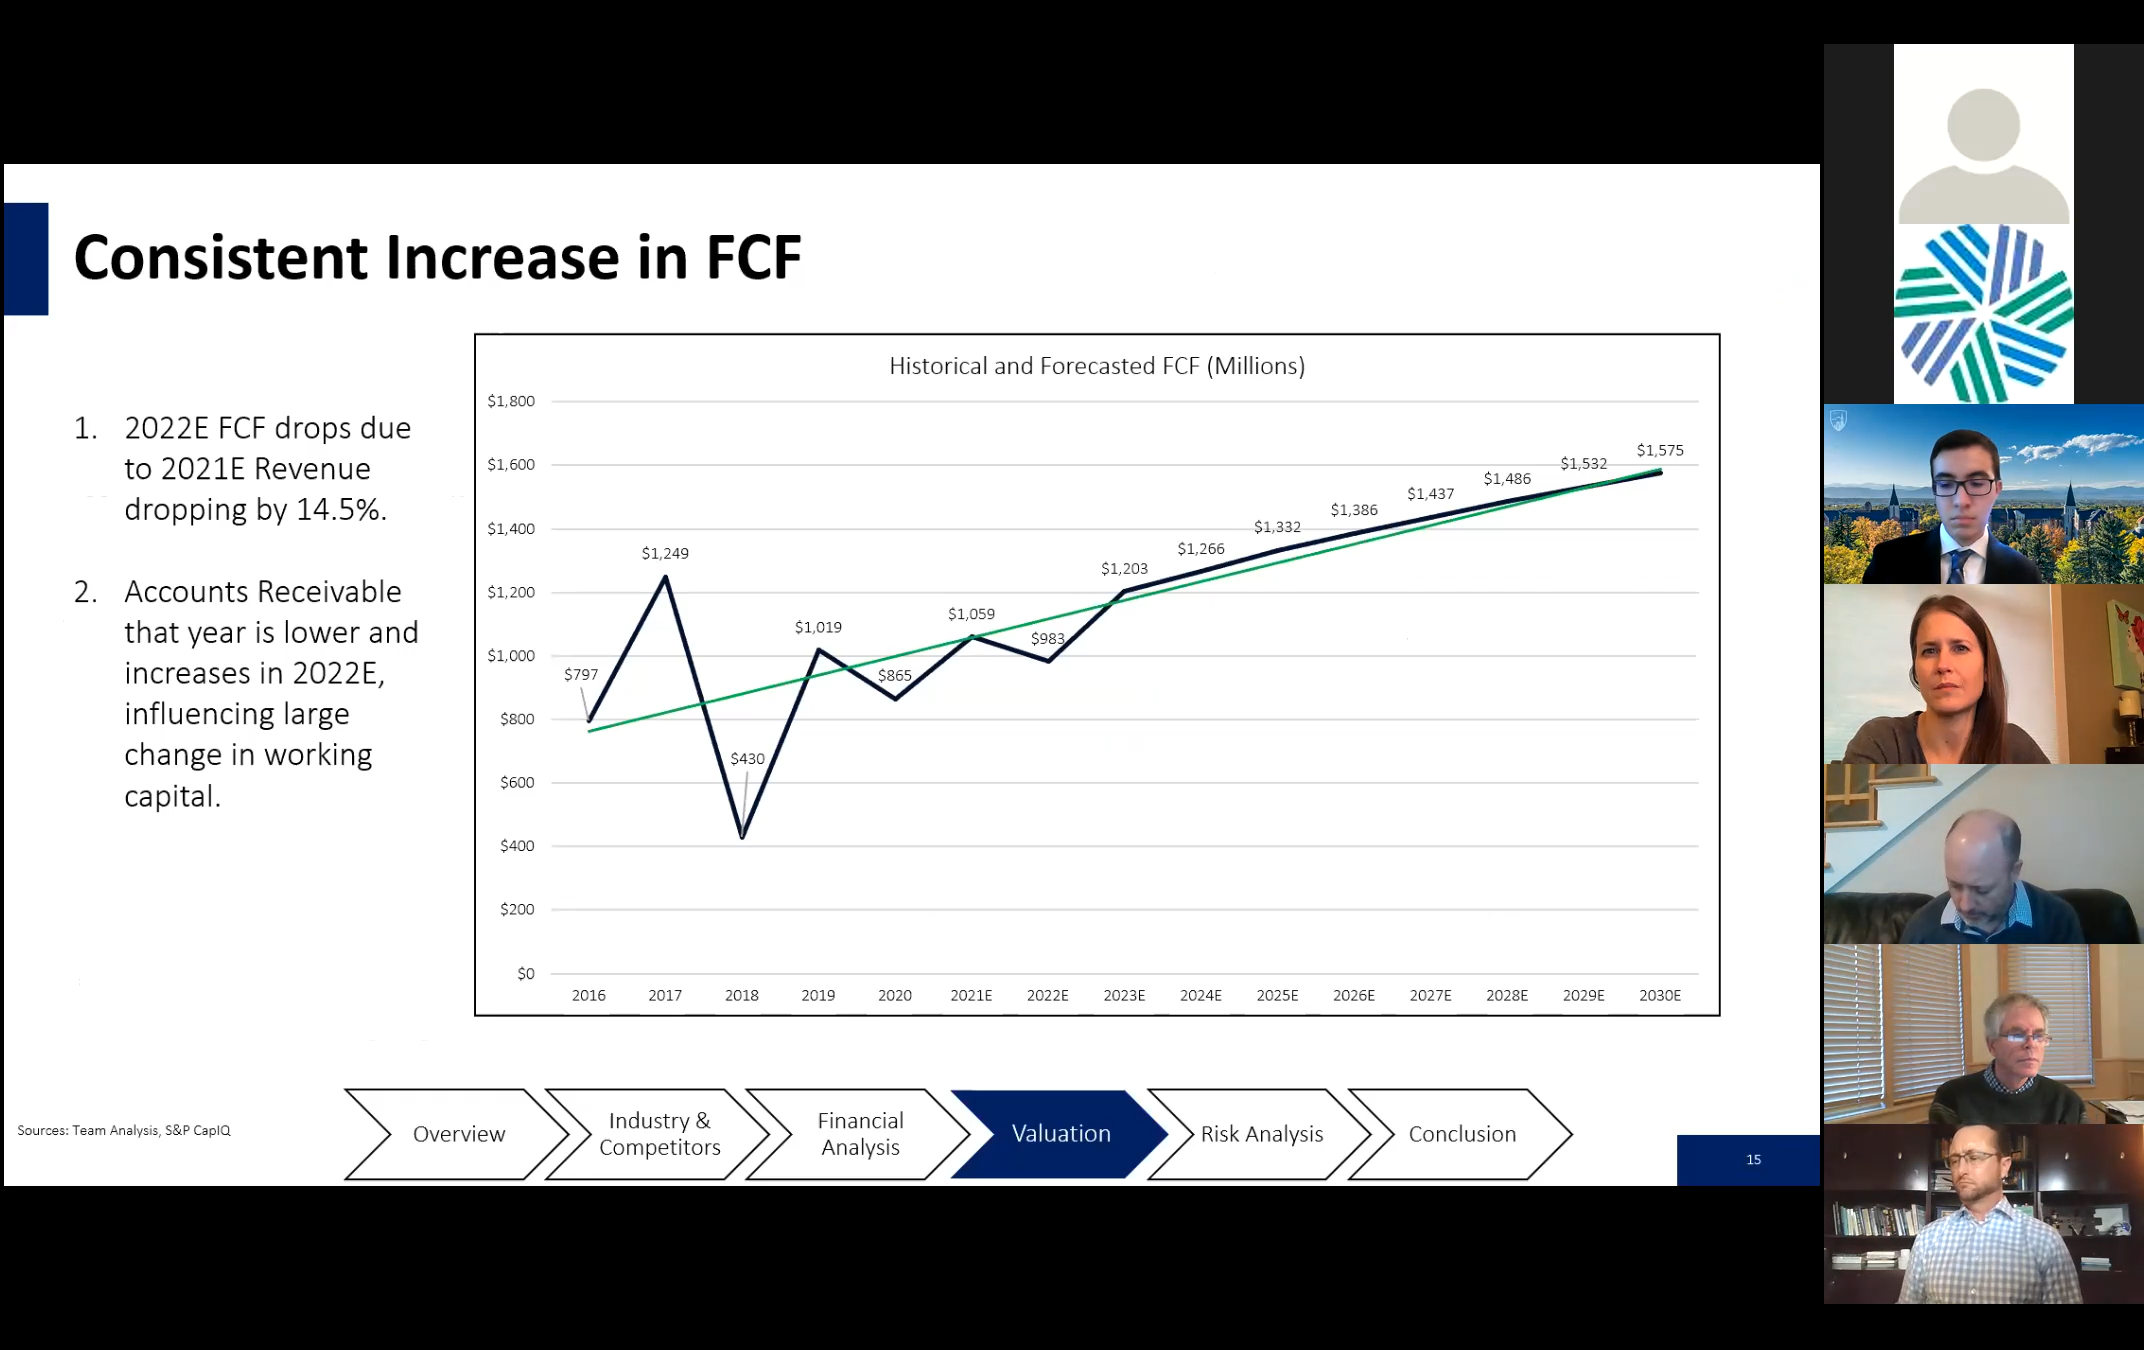 Consistent Increase in FCF
1. 2022E FCF drops due
to 2021E Revenue
dropping by 14.5%.
2. Accounts Receivable
that year is lower and
increases in 2022E,
influencing large
change in working
capital.
Historical and Forecasted FCF (Millions)
$1,800
$1,600
$1,400
$1,200
$1,000
$800
$600
$400
$200
$0
$797
$1,249
$430
$1,019
$865
$1,059
$983
$1,203
$1,266
$1,332
$1,386
$1,437
$1,486
$1,532
$1,575
2016 2017 2018 2019 2020 2021E 2022E 2023E 2024E 2025E 2026E 2027E 2028E 2029E 2030E
Sources: Team Analysis, S&P CapIQ
Overview
Industry &
Competitors
Financial
Analysis
Valuation
Risk Analysis
Conclusion
15